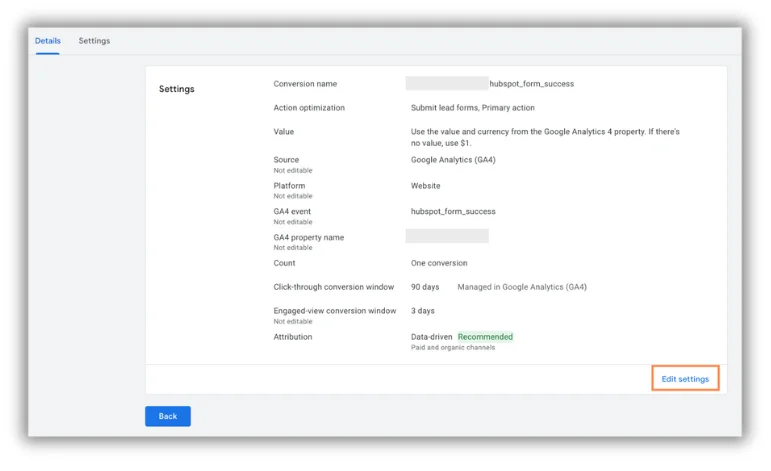 Details Settings
Settings
Conversion name hubspot_form_success
Action optimization Submit lead forms, Primary action
Value Use the value and currency from the Google Analytics 4 property. If there's
no value, use $1.
Source Google Analytics (GA4)
Not editable
Platform Website
Not editable
GA4 event hubspot_form_success
Not editable
GA4 property name
Not editable
Count One conversion
Click-through conversion window 90 days Managed in Google Analytics (GA4)
Engaged-view conversion window 3 days
Not editable
Attribution Data-driven Recommended
Paid and organic channels
Edit settings
Back